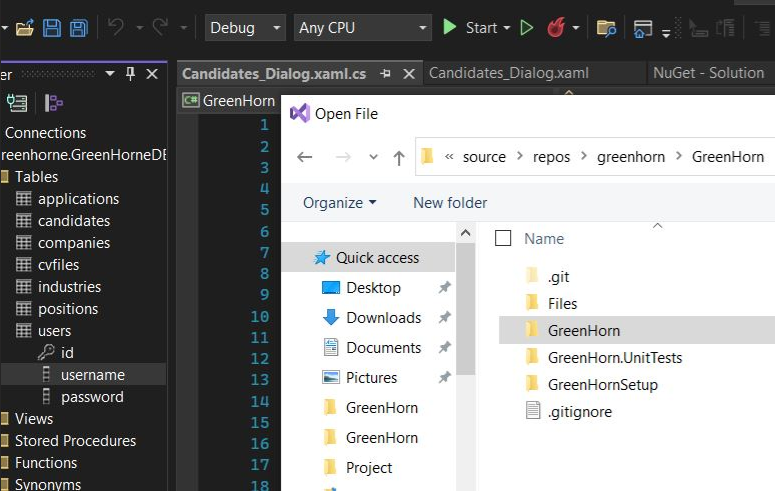 Debug
Any CPU
Start
er
Candidates_Dialog.xaml.cs
Candidates_Dialog.xaml
NuGet - Solution
C# GreenHorn
Connections
reenhorne.GreenHorneDE
Tables
applications
candidates
companies
cvfiles
industries
positions
users
id
username
password
Views
Stored Procedures
Functions
Synonyms
1
2
3
4
5
6
7
8
9
10
11
12
13
14
15
16
17
18
Open File
« source › repos › greenhorn › GreenHorn
Organize
New folder
Quick access
Desktop
Downloads
Documents
Pictures
GreenHorn
GreenHorn
Project
Name
.git
Files
GreenHorn
GreenHorn.UnitTests
GreenHornSetup
.gitignore